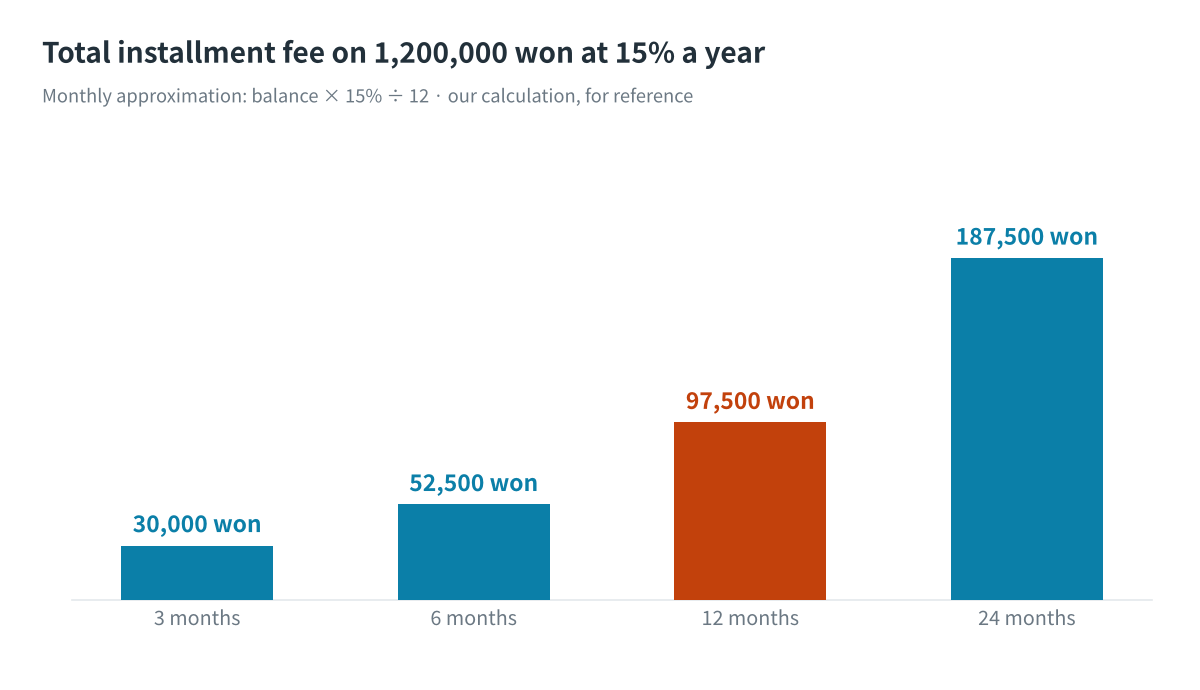 Total installment fee on 1,200,000 won at 15% a year
Monthly approximation: balance × 15% ÷ 12 · our calculation, for reference
187,500 won
97,500 won
52,500 won
30,000 won
3 months
6 months
12 months
24 months